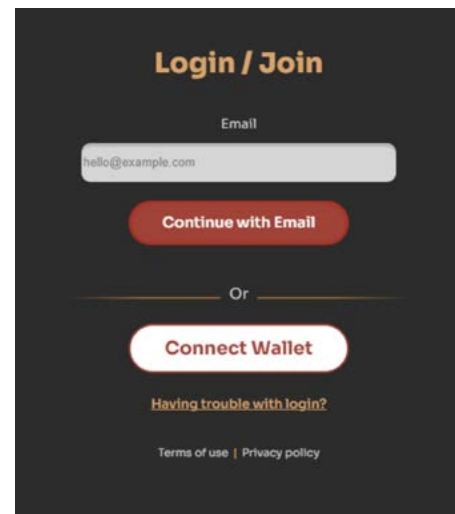 Login / Join
Email
hello@example.com
Continue with Email
Or
Connect Wallet
Having trouble with login?
Terms of use | Privacy policy